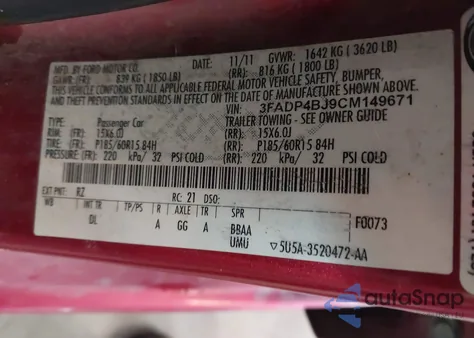 MFD. BY FORD MOTOR CO.
DATE: 11/11 GVWR: 1642 KG ( 3620 LB)
GAWR:(FR): 839 KG ( 1850 LB) (RR): 816 KG ( 1800 LB)
THIS VEHICLE CONFORMS TO ALL APPLICABLE FEDERAL MOTOR VEHICLE SAFETY, BUMPER,
AND THEFT PREVENTION STANDARDS IN EFFECT ON THE DATE OF MANUFACTURE SHOWN ABOVE
VIN: 3FADP4BJ9CM149671
TYPE: Passenger Car TRAILER TOWING - SEE OWNER GUIDE
RIM:(FR): 15X6.0J (RR): 15X6.0J
TIRE:(FR): P185/60R15 84H (RR): P185/60R15 84H
PRESSURE:(FR): 220 kPa/ 32 PSI COLD (RR): 220 kPa/ 32 PSI COLD
EXT PNT: RZ RC: 21 DSO:
WB INT TR TP/PS R AXLE TR SPR F0073
DL A GG A BBAA
UMU ▽5U5A-3520472-AA
autoSnap